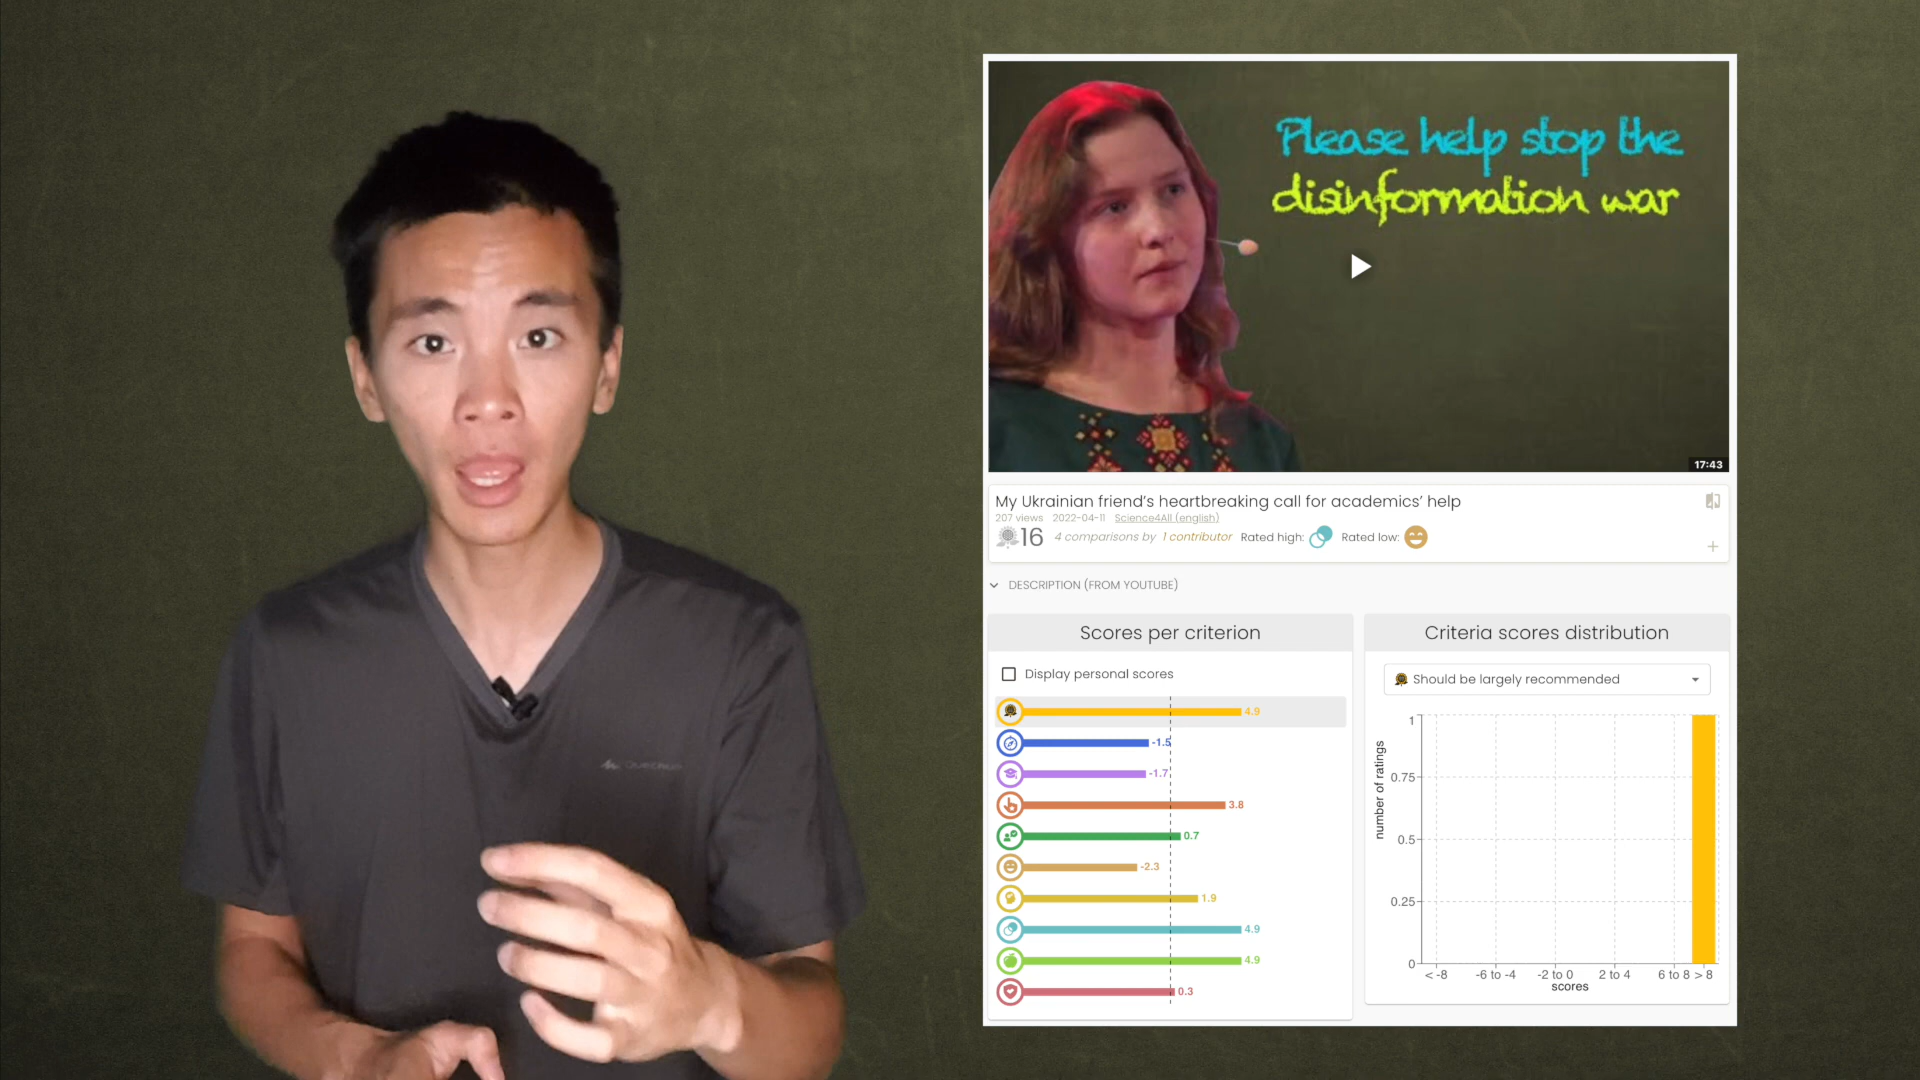 Please help stop the
disinformation war
17:43
My Ukrainian friend's heartbreaking call for academics' help
207 views 2022-04-11 Science4All (english)
16 4 comparisons by 1 contributor Rated high: Rated low:
DESCRIPTION (FROM YOUTUBE)
Scores per criterion
Display personal scores
4.9
-1.5
-1.7
3.8
0.7
-2.3
1.9
4.9
4.9
0.3
Criteria scores distribution
Should be largely recommended
number of ratings
1
0.75
0.5
0.25
0
< -8 -6 to -4 -2 to 0 2 to 4 6 to 8 > 8
scores